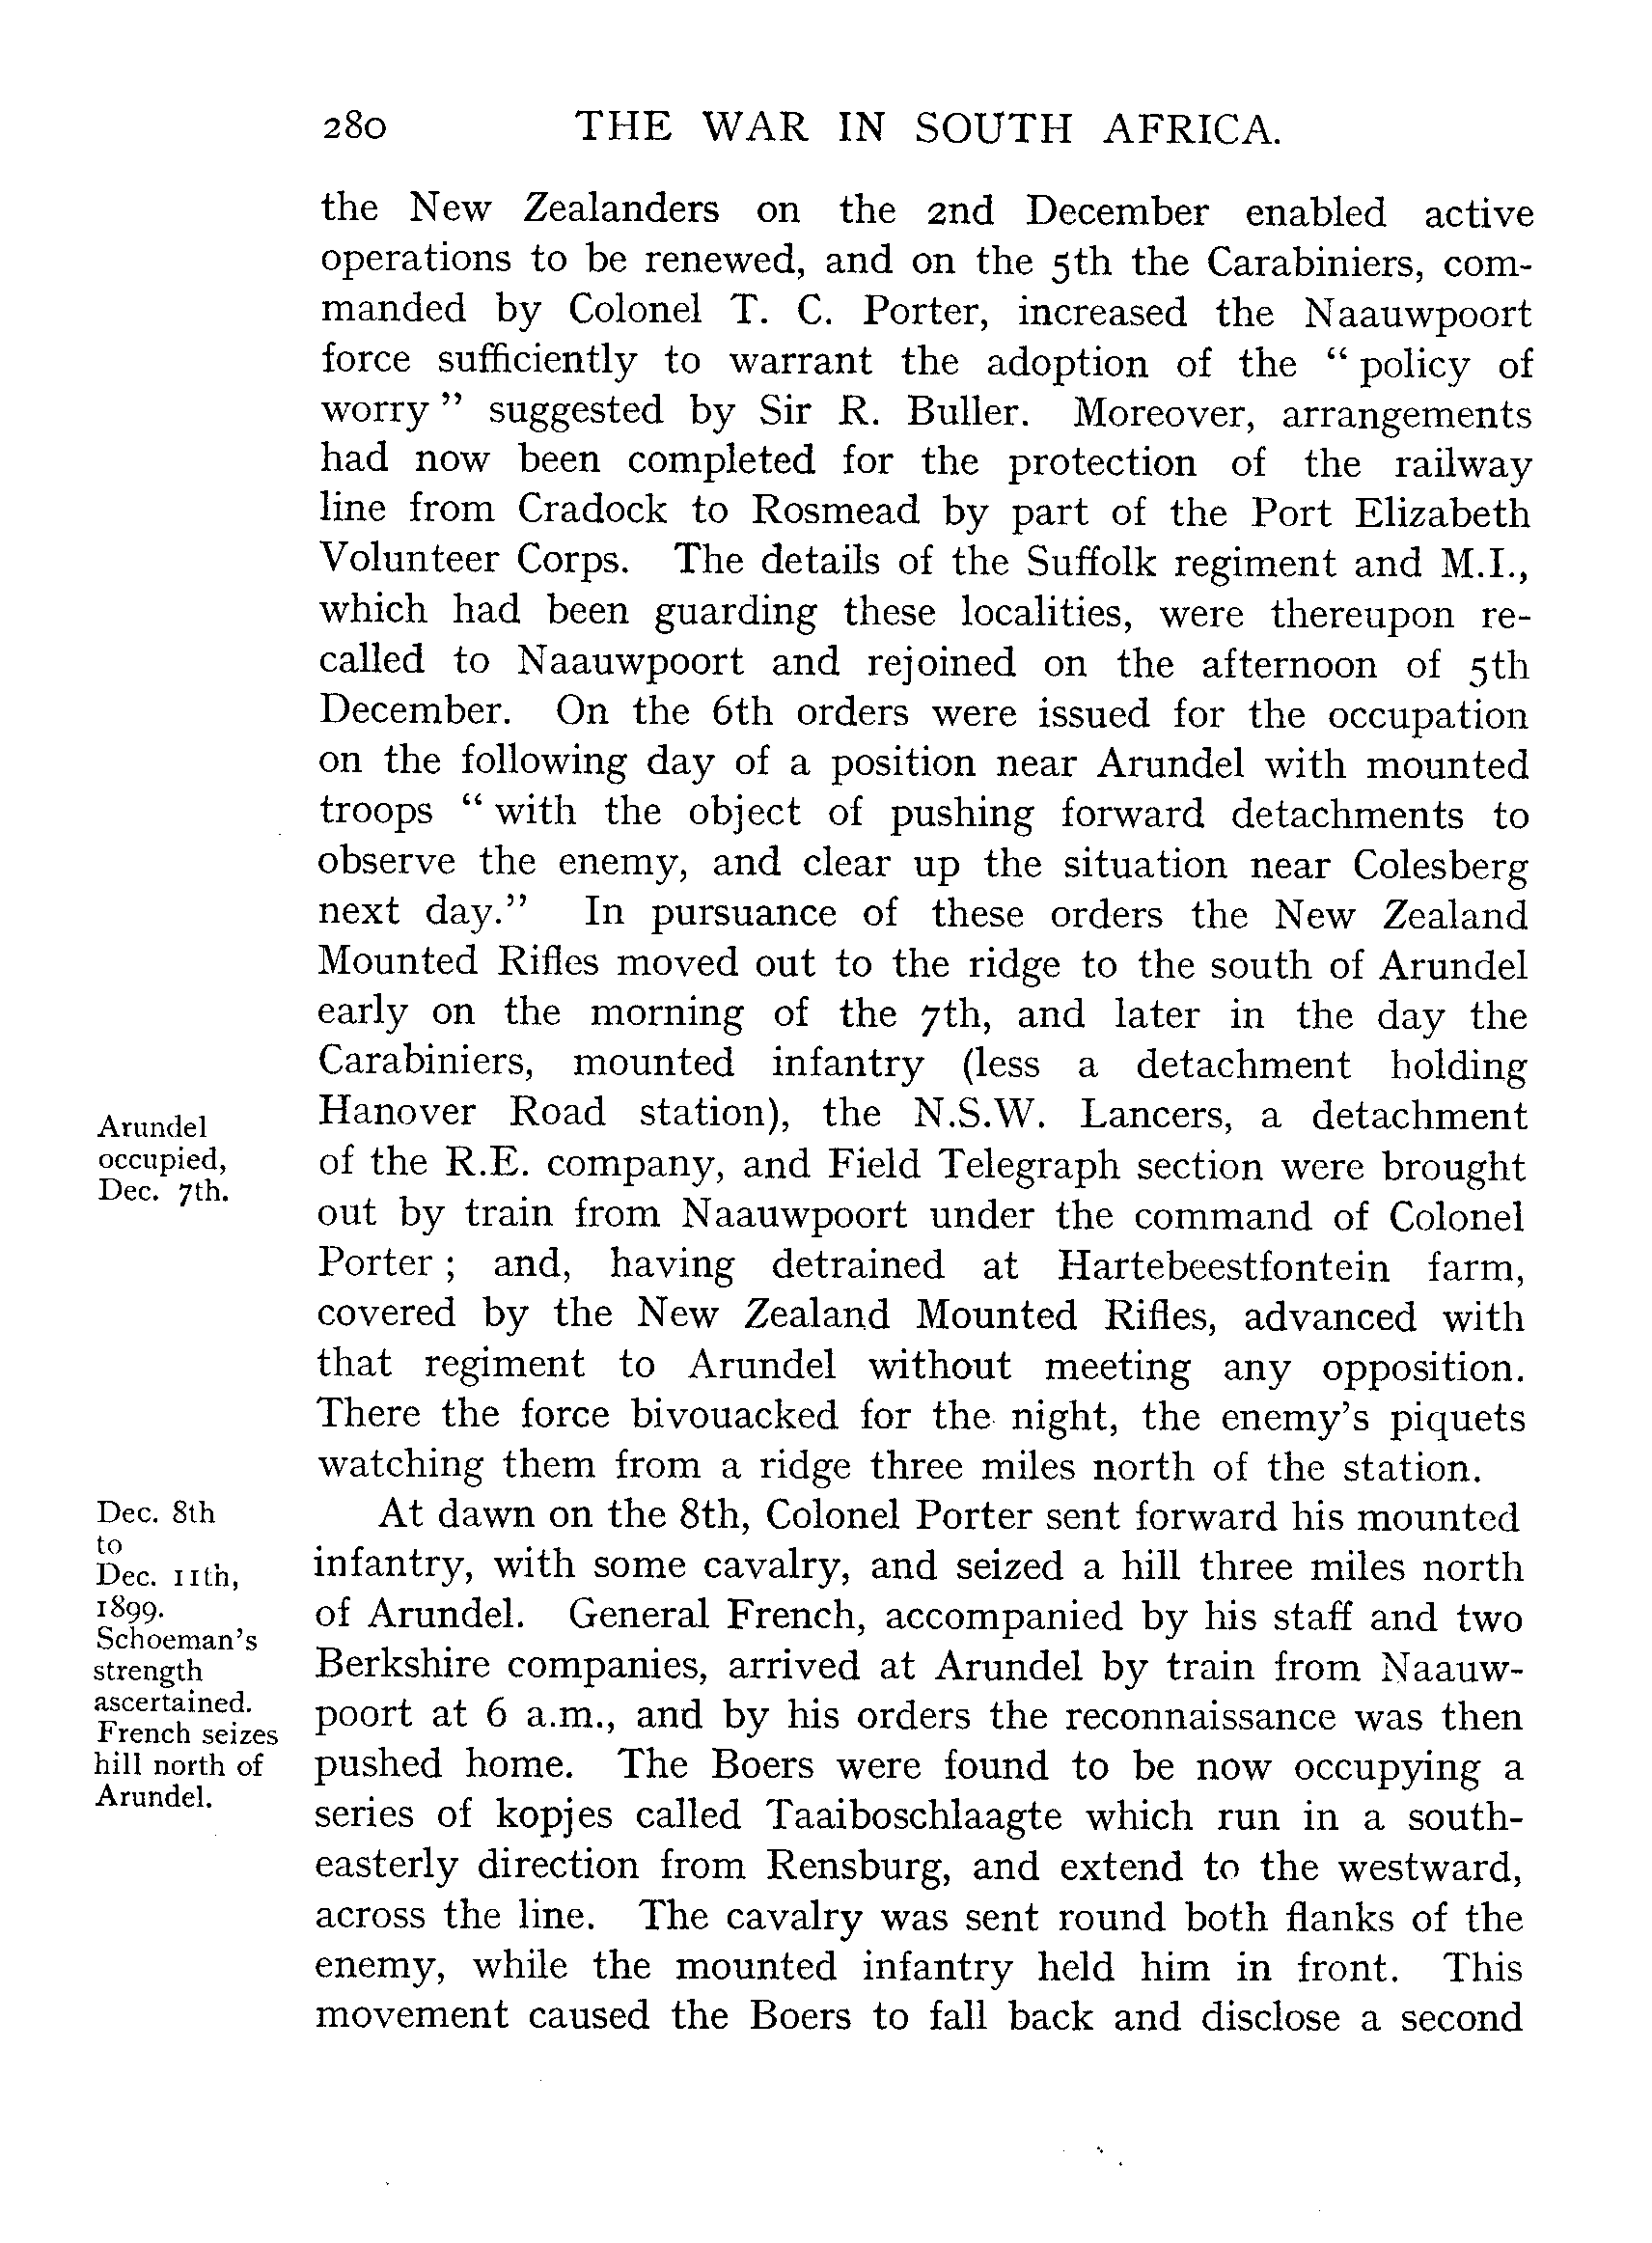 280 THE WAR IN SOUTH AFRICA.
the New Zealanders on the 2nd December enabled active
operations to be renewed, and on the 5th the Carabiniers, com-
manded by Colonel T. C. Porter, increased the Naauwpoort
force sufficiently to warrant the adoption of the “ policy of
worry ” suggested by Sir R. Buller. Moreover, arrangements
had now been completed for the protection of the railway
line from Cradock to Rosmead by part of the Port Elizabeth
Volunteer Corps. The details of the Suffolk regiment and M.I.,
which had been guarding these localities, were thereupon re-
called to Naauwpoort and rejoined on the afternoon of 5th
December. On the 6th orders were issued for the occupation
on the following day of a position near Arundel with mounted
troops “ with the object of pushing forward detachments to
observe the enemy, and clear up the situation near Colesberg
next day.” In pursuance of these orders the New Zealand
Mounted Rifles moved out to the ridge to the south of Arundel
early on the morning of the 7th, and later in the day the
Carabiniers, mounted infantry (less a detachment holding
Hanover Road station), the N.S.W. Lancers, a detachment
of the R.E. company, and Field Telegraph section were brought
out by train from Naauwpoort under the command of Colonel
Porter ; and, having detrained at Hartebeestfontein farm,
covered by the New Zealand Mounted Rifles, advanced with
that regiment to Arundel without meeting any opposition.
There the force bivouacked for the night, the enemy’s piquets
watching them from a ridge three miles north of the station.
Arundel
occupied,
Dec. 7th.
At dawn on the 8th, Colonel Porter sent forward his mounted
infantry, with some cavalry, and seized a hill three miles north
of Arundel. General French, accompanied by his staff and two
Berkshire companies, arrived at Arundel by train from Naauw-
poort at 6 a.m., and by his orders the reconnaissance was then
pushed home. The Boers were found to be now occupying a
series of kopjes called Taaiboschlaagte which run in a south-
easterly direction from Rensburg, and extend to the westward,
across the line. The cavalry was sent round both flanks of the
enemy, while the mounted infantry held him in front. This
movement caused the Boers to fall back and disclose a second
Dec. 8th
to
Dec. 11th,
1899.
Schoeman’s
strength
ascertained.
French seizes
hill north of
Arundel.